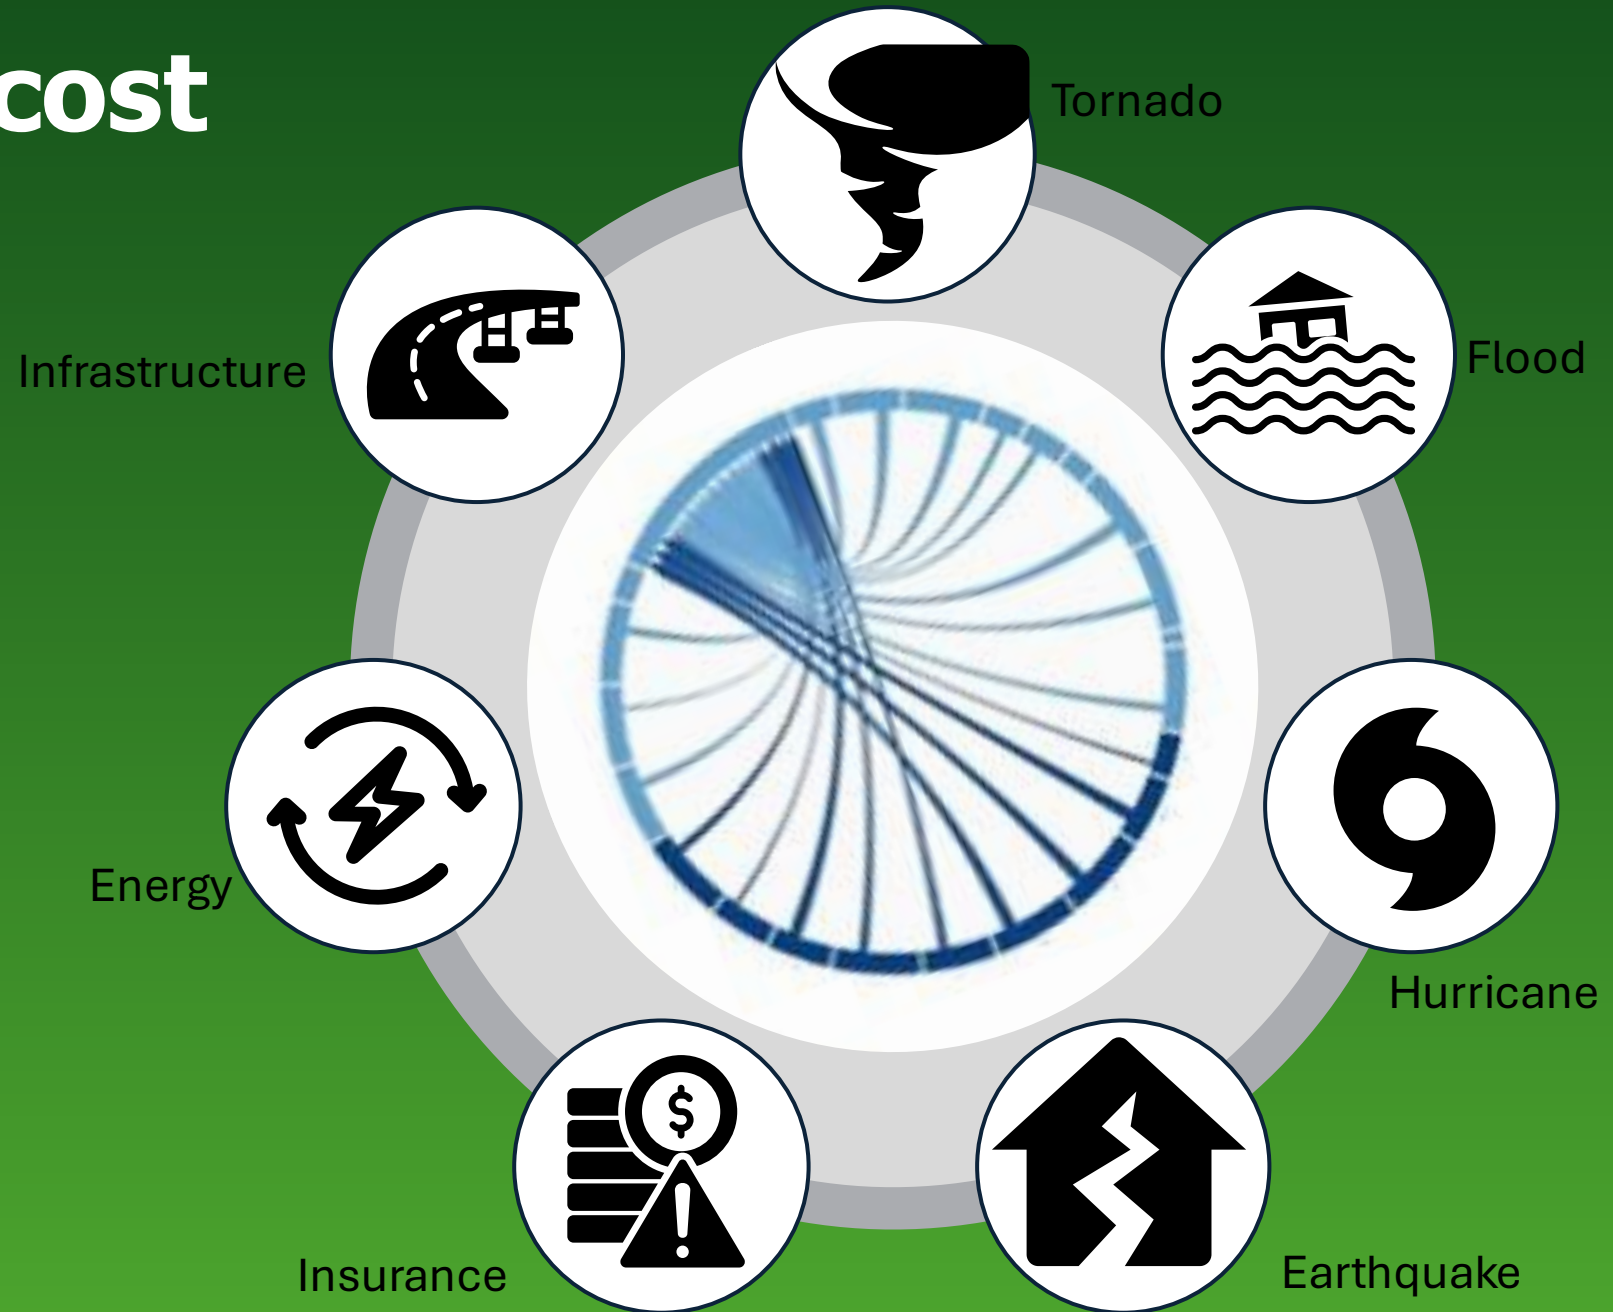 cost
Tornado
Infrastructure
Flood
Energy
Hurricane
$
!
Insurance
Earthquake